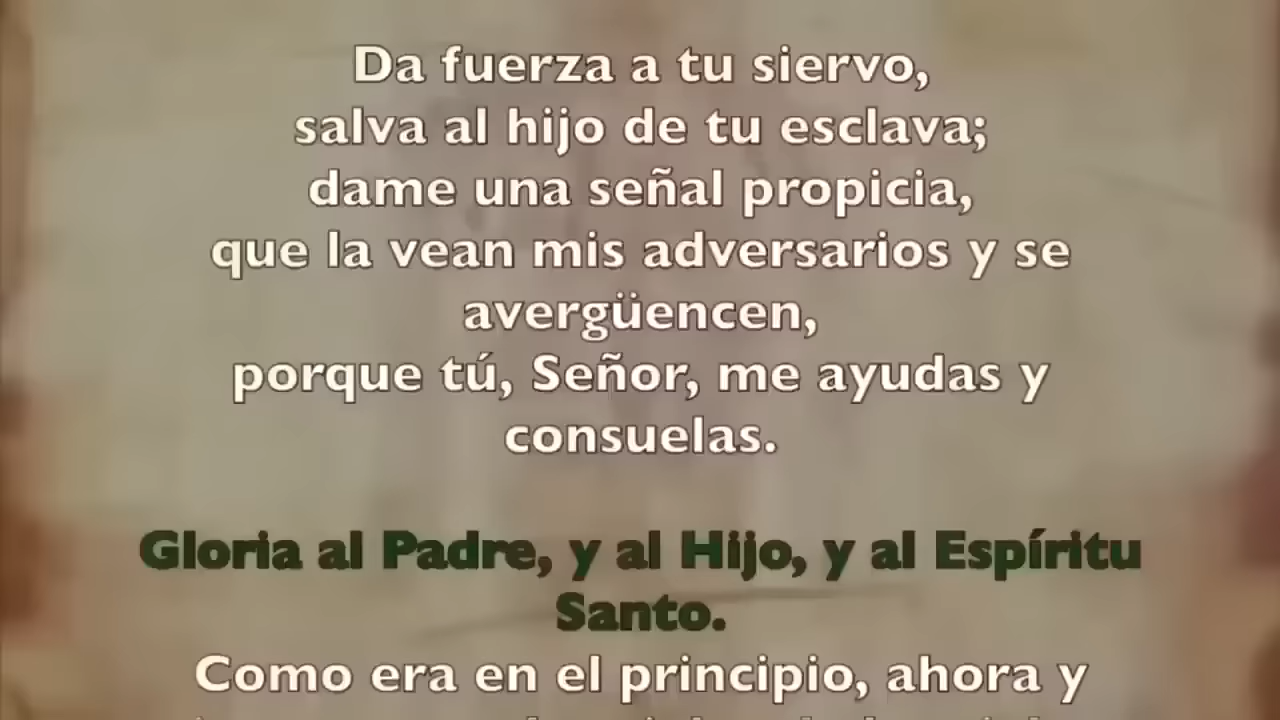 Da fuerza a tu siervo,
salva al hijo de tu esclava;
dame una señal propicia,
que la vean mis adversarios y se
avergüencen,
porque tú, Señor, me ayudas y
consuelas.
Gloria al Padre, y al Hijo, y al Espíritu
Santo.
Como era en el principio, ahora y